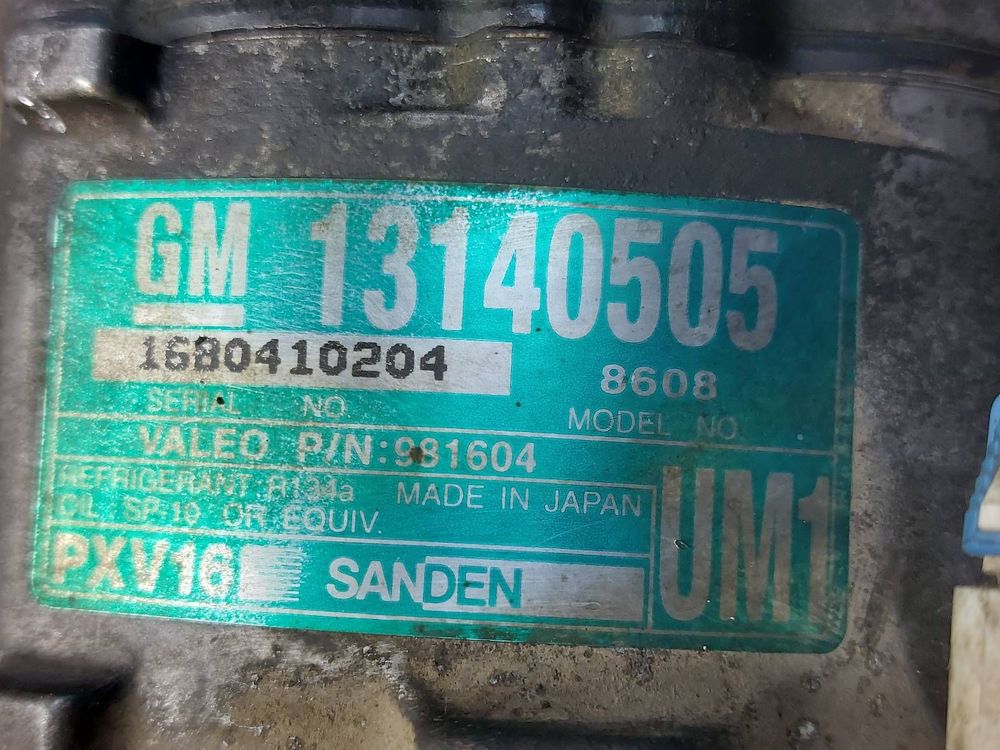 GM 13140505
1680410204 8608
SERIAL NO MODEL NO.
VALEO P/N:981604
REFRIGERANT R134a MADE IN JAPAN
OIL SP-10 OR EQUIV.
PXV16 SANDEN UM1